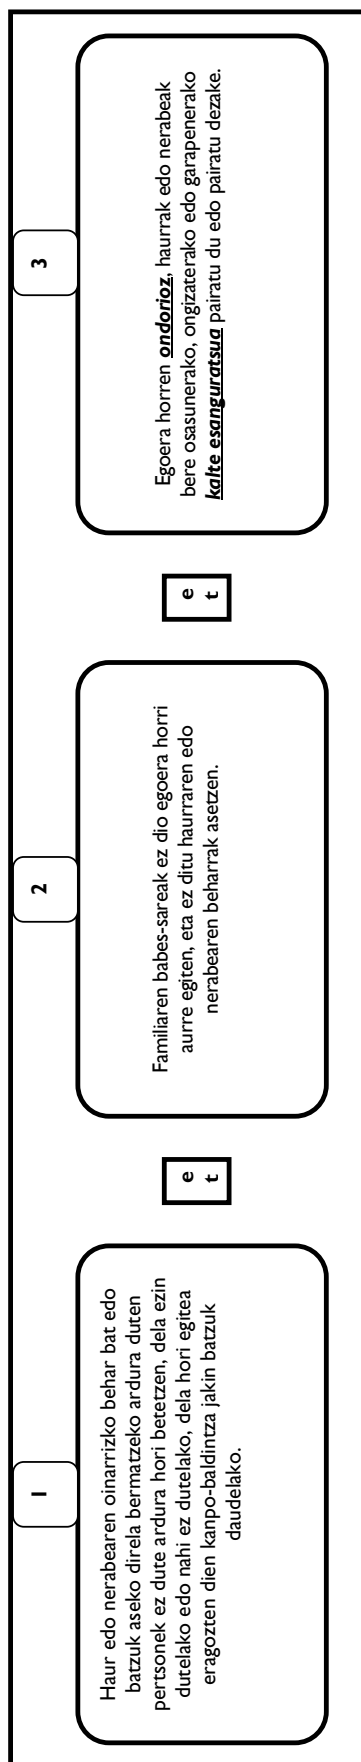 1
Haur edo nerabearen oinarrizko behar bat edo
batzuk aseko direla bermatzeko ardura duten
pertsonek ez dute ardura hori betetzen, dela ezin
dutelako edo nahi ez dutelako, dela hori egitea
eragozten dien kanpo-baldintza jakin batzuk
daudelako.
e
t
2
Familiaren babes-sareak ez dio egoera horri
aurre egiten, eta ez ditu haurraren edo
nerabearen beharrak asetzen.
e
t
3
Egoera horren ondorioz, haurrak edo nerabeak
bere osasunerako, ongizaterako edo garapenerako
kalte esanguratsua pairatu du edo pairatu dezake.